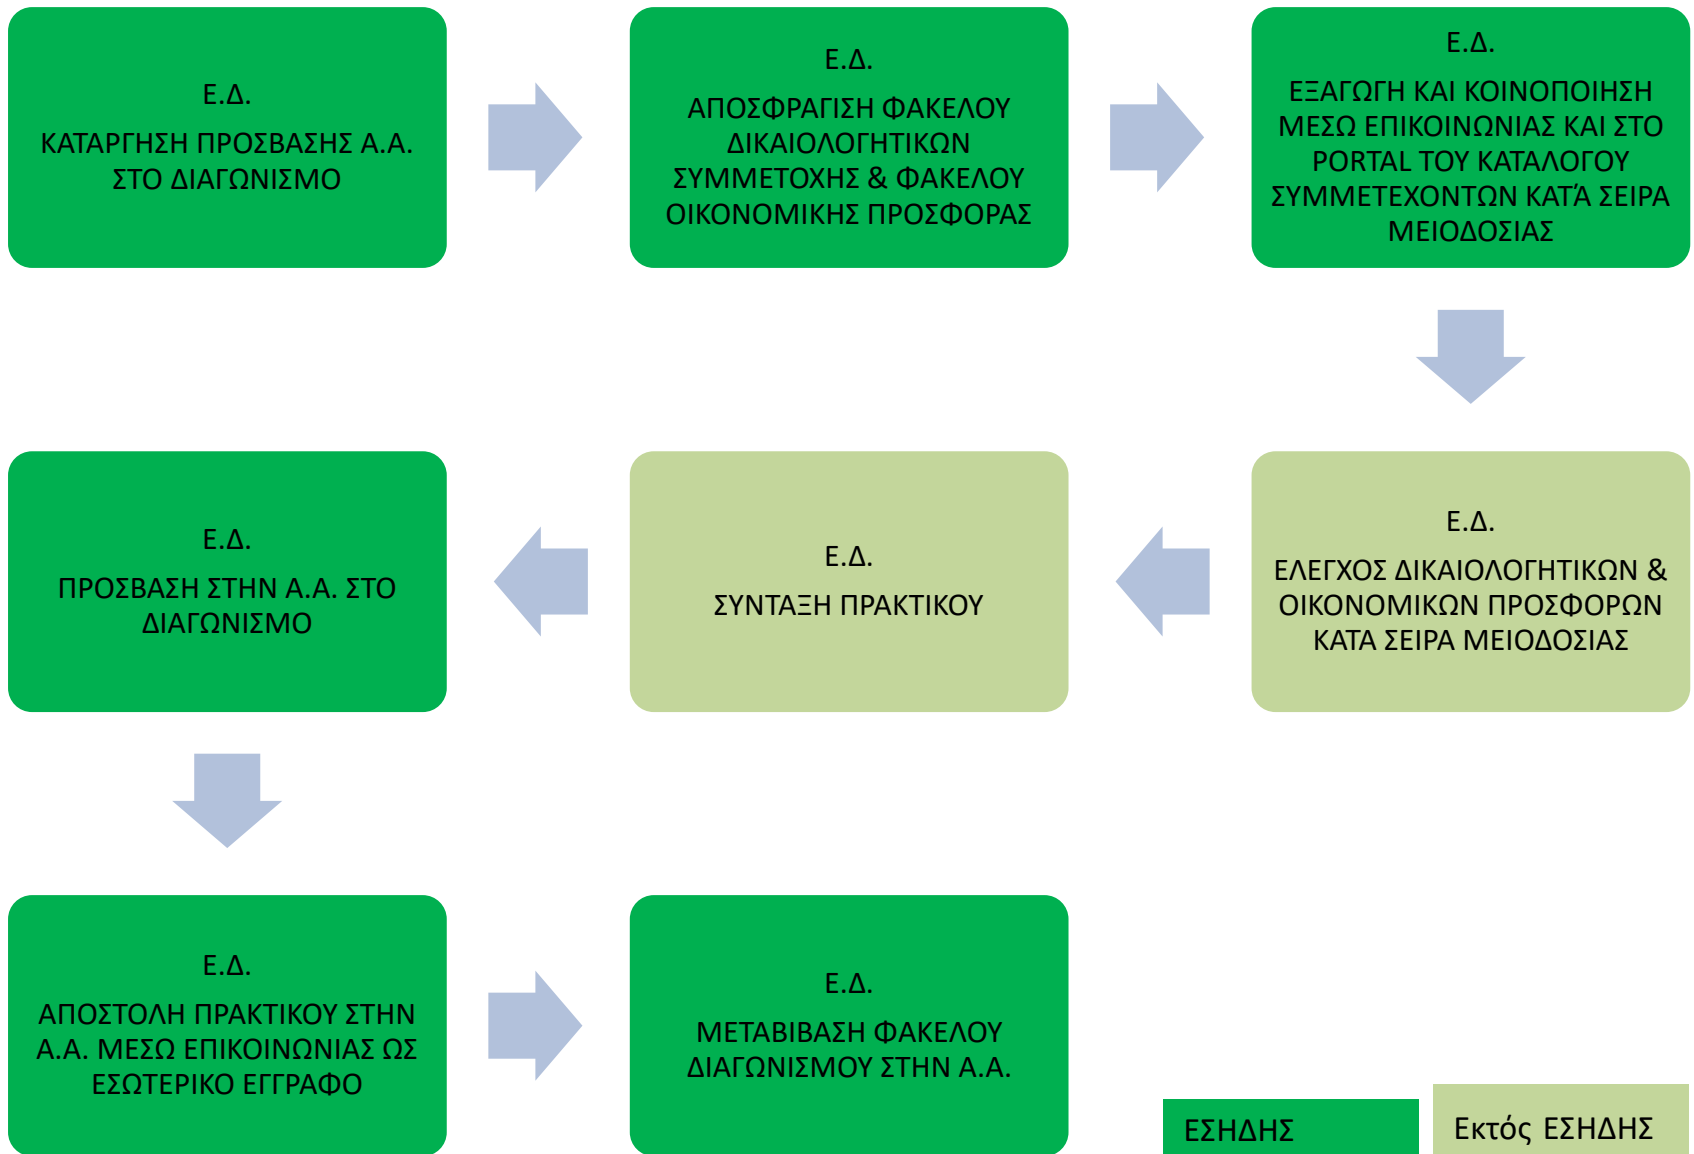 Ε.Δ.
ΚΑΤΑΡΓΗΣΗ ΠΡΟΣΒΑΣΗΣ Α.Α.
ΣΤΟ ΔΙΑΓΩΝΙΣΜΟ
Ε.Δ.
ΑΠΟΣΦΡΑΓΙΣΗ ΦΑΚΕΛΟΥ
ΔΙΚΑΙΟΛΟΓΗΤΙΚΩΝ
ΣΥΜΜΕΤΟΧΗΣ & ΦΑΚΕΛΟΥ
ΟΙΚΟΝΟΜΙΚΗΣ ΠΡΟΣΦΟΡΑΣ
Ε.Δ.
ΕΞΑΓΩΓΗ ΚΑΙ ΚΟΙΝΟΠΟΙΗΣΗ
ΜΕΣΩ ΕΠΙΚΟΙΝΩΝΙΑΣ ΚΑΙ ΣΤΟ
PORTAL ΤΟΥ ΚΑΤΑΛΟΓΟΥ
ΣΥΜΜΕΤΕΧΟΝΤΩΝ ΚΑΤΆ ΣΕΙΡΑ
ΜΕΙΟΔΟΣΙΑΣ
Ε.Δ.
ΕΛΕΓΧΟΣ ΔΙΚΑΙΟΛΟΓΗΤΙΚΩΝ &
ΟΙΚΟΝΟΜΙΚΩΝ ΠΡΟΣΦΟΡΩΝ
ΚΑΤΑ ΣΕΙΡΑ ΜΕΙΟΔΟΣΙΑΣ
Ε.Δ.
ΣΥΝΤΑΞΗ ΠΡΑΚΤΙΚΟΥ
Ε.Δ.
ΠΡΟΣΒΑΣΗ ΣΤΗΝ Α.Α. ΣΤΟ
ΔΙΑΓΩΝΙΣΜΟ
Ε.Δ.
ΑΠΟΣΤΟΛΗ ΠΡΑΚΤΙΚΟΥ ΣΤΗΝ
Α.Α. ΜΕΣΩ ΕΠΙΚΟΙΝΩΝΙΑΣ ΩΣ
ΕΣΩΤΕΡΙΚΟ ΕΓΓΡΑΦΟ
Ε.Δ.
ΜΕΤΑΒΙΒΑΣΗ ΦΑΚΕΛΟΥ
ΔΙΑΓΩΝΙΣΜΟΥ ΣΤΗΝ Α.Α.
ΕΣΗΔΗΣ
Εκτός ΕΣΗΔΗΣ